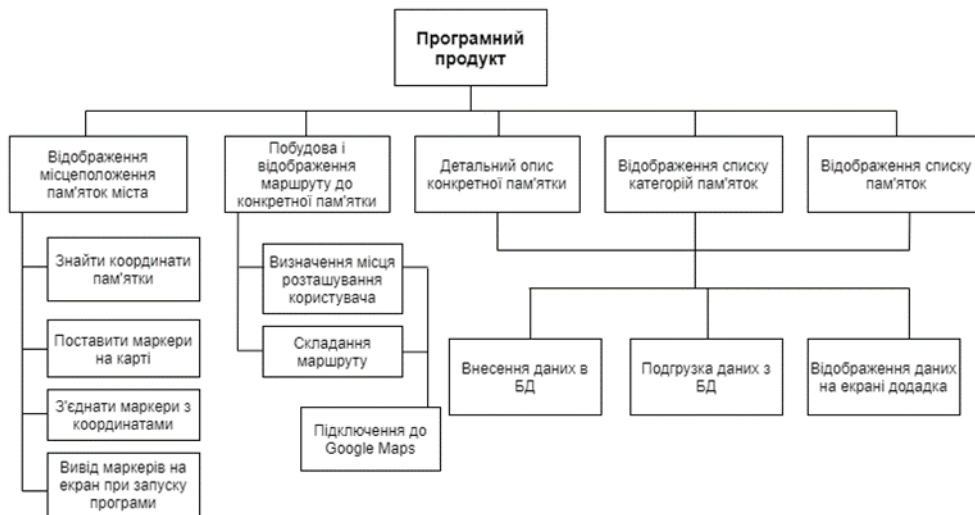 Програмний
продукт
Відображення
місцеположення
пам'яток міста
Побудова і
відображення
маршруту до
конкретної пам'ятки
Детальний опис
конкретної пам'ятки
Відображення списку
категорій пам'яток
Відображення списку
пам'яток
Знайти координати
пам'ятки
Поставити маркери
на карті
З'єднати маркери з
координатами
Вивід маркерів на
екран при запуску
програми
Визначення місця
розташування
користувача
Складання
маршруту
Підключення до
Google Maps
Внесення даних в
БД
Подгрузка даних з
БД
Відображення даних
на екрані додадка